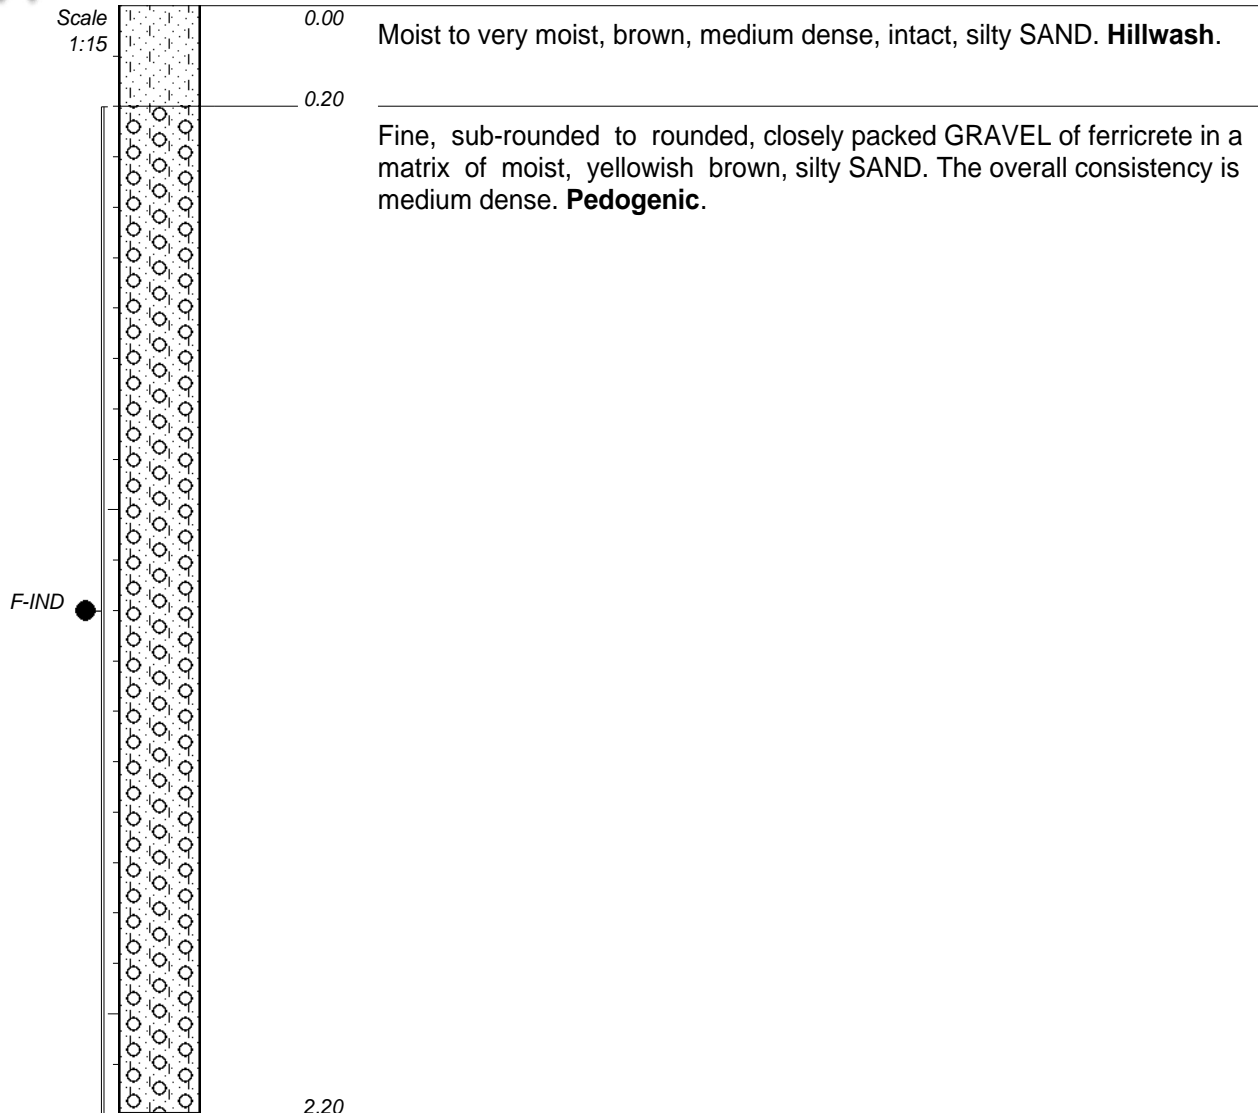 Scale
1:15
0.00
Moist to very moist, brown, medium dense, intact, silty SAND. Hillwash.
0.20
Fine, sub-rounded to rounded, closely packed GRAVEL of ferricrete in a
matrix of moist, yellowish brown, silty SAND. The overall consistency is
medium dense. Pedogenic.
F-IND
2.20